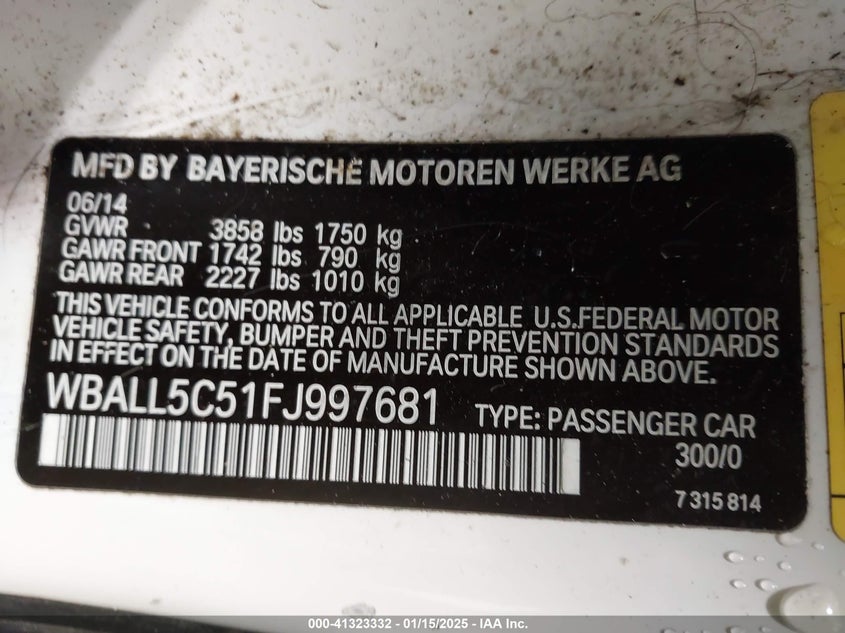 MFD BY BAYERISCHE MOTOREN WERKE AG
06/14
GVWR 3858 lbs 1750 kg
GAWR FRONT 1742 lbs 790 kg
GAWR REAR 2227 lbs 1010 kg
THIS VEHICLE CONFORMS TO ALL APPLICABLE U.S.FEDERAL MOTOR
VEHICLE SAFETY, BUMPER AND THEFT PREVENTION STANDARDS
IN EFFECT ON THE DATE OF MANUFACTURE SHOWN ABOVE.
WBALL5C51FJ997681 TYPE: PASSENGER CAR
300/0
7 315 814
000-41323332 - 01/15/2025 - IAA Inc.